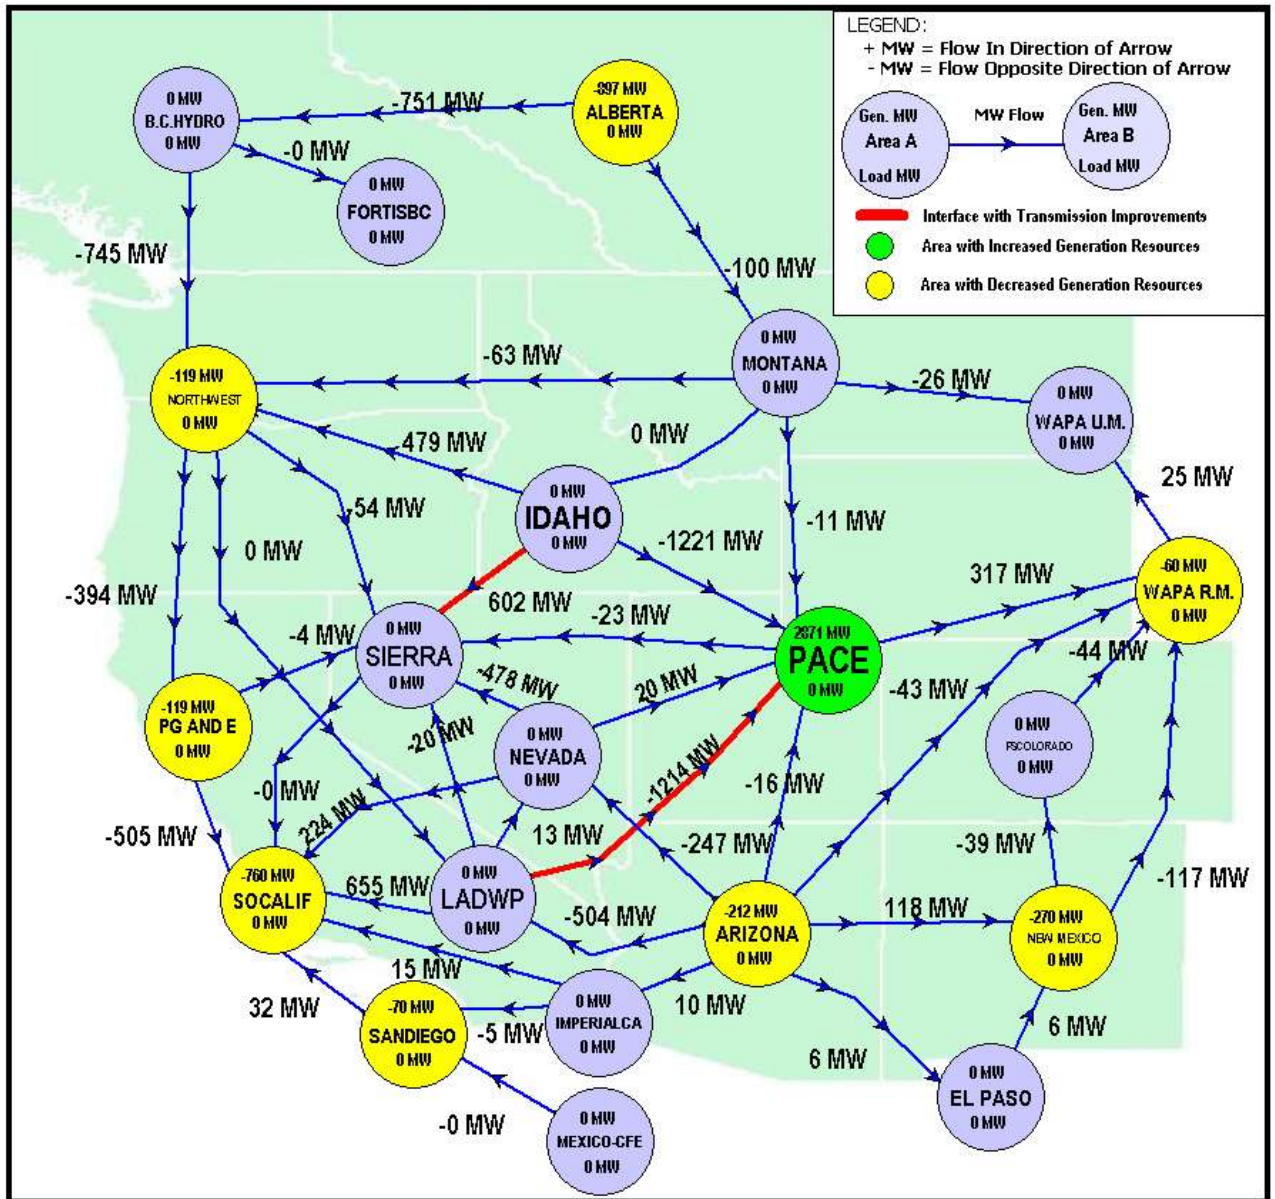 LEGEND:
+ MW = Flow In Direction of Arrow
- MW = Flow Opposite Direction of Arrow
Gen. MW
Area A
Load MW
MW Flow
Gen. MW
Area B
Load MW
Interface with Transmission Improvements
Area with Increased Generation Resources
Area with Decreased Generation Resources
0 MW
B.C.HYDRO
0 MW
-751 MW
-897 MW
ALBERTA
0 MW
-0 MW
0 MW
FORTISBC
0 MW
-745 MW
-100 MW
0 MW
MONTANA
0 MW
-63 MW
-26 MW
-119 MW
NORTHWEST
0 MW
0 MW
WAPA U.M.
0 MW
479 MW
0 MW
25 MW
-54 MW
0 MW
IDAHO
0 MW
-11 MW
-1221 MW
0 MW
317 MW
-60 MW
WAPA R.M.
0 MW
-394 MW
602 MW
-23 MW
-4 MW
0 MW
SIERRA
0 MW
2871 MW
PACE
0 MW
-44 MW
-478 MW
20 MW
-43 MW
-119 MW
PG AND E
0 MW
-20 MW
0 MW
NEVADA
0 MW
-1214 MW
0 MW
PSCOLORADO
0 MW
-0 MW
-16 MW
224 MW
-505 MW
13 MW
-247 MW
-39 MW
-117 MW
-760 MW
SOCALIF
0 MW
655 MW
0 MW
LADWP
0 MW
-504 MW
-212 MW
ARIZONA
0 MW
118 MW
-270 MW
NEW MEXICO
0 MW
15 MW
32 MW
-70 MW
SANDIEGO
0 MW
-5 MW
0 MW
IMPERIALCA
0 MW
10 MW
6 MW
6 MW
0 MW
EL PASO
0 MW
-0 MW
0 MW
MEXICO-CFE
0 MW